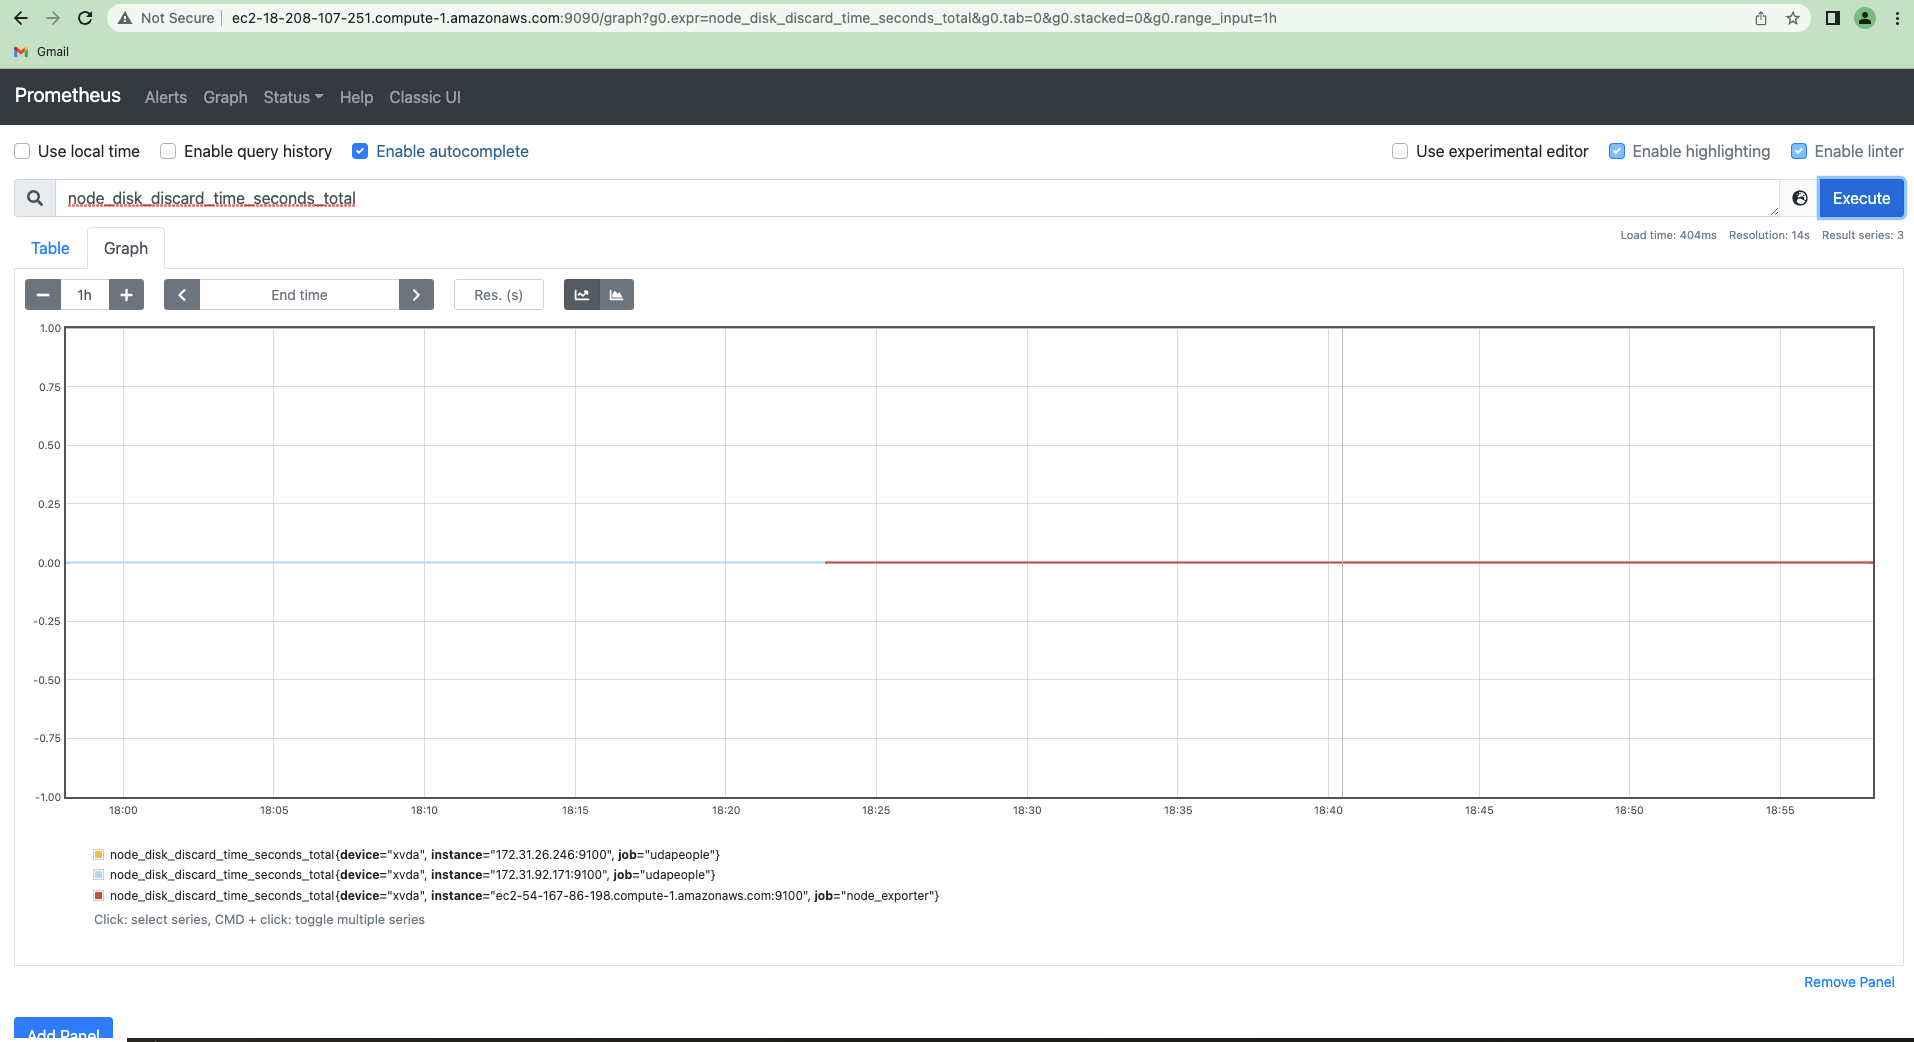 Not Secure | ec2-18-208-107-251.compute-1.amazonaws.com:9090/graph?g0.expr=node_disk_discard_time_seconds_total&g0.tab=0&g0.stacked=0&g0.range_input=1h
Gmail
Prometheus Alerts Graph Status Help Classic UI
Use local time Enable query history Enable autocomplete Use experimental editor Enable highlighting Enable linter
node_disk_discard_time_seconds_total Execute
Load time: 404ms Resolution: 14s Result series: 3
Table Graph
1h End time Res. (s)
1.00
0.75
0.50
0.25
0.00
-0.25
-0.50
-0.75
-1.00
18:00 18:05 18:10 18:15 18:20 18:25 18:30 18:35 18:40 18:45 18:50 18:55
node_disk_discard_time_seconds_total{device="xvda", instance="172.31.26.246:9100", job="udapeople"}
node_disk_discard_time_seconds_total{device="xvda", instance="172.31.92.171:9100", job="udapeople"}
node_disk_discard_time_seconds_total{device="xvda", instance="ec2-54-167-86-198.compute-1.amazonaws.com:9100", job="node_exporter"}
Click: select series, CMD + click: toggle multiple series
Remove Panel
Add Panel